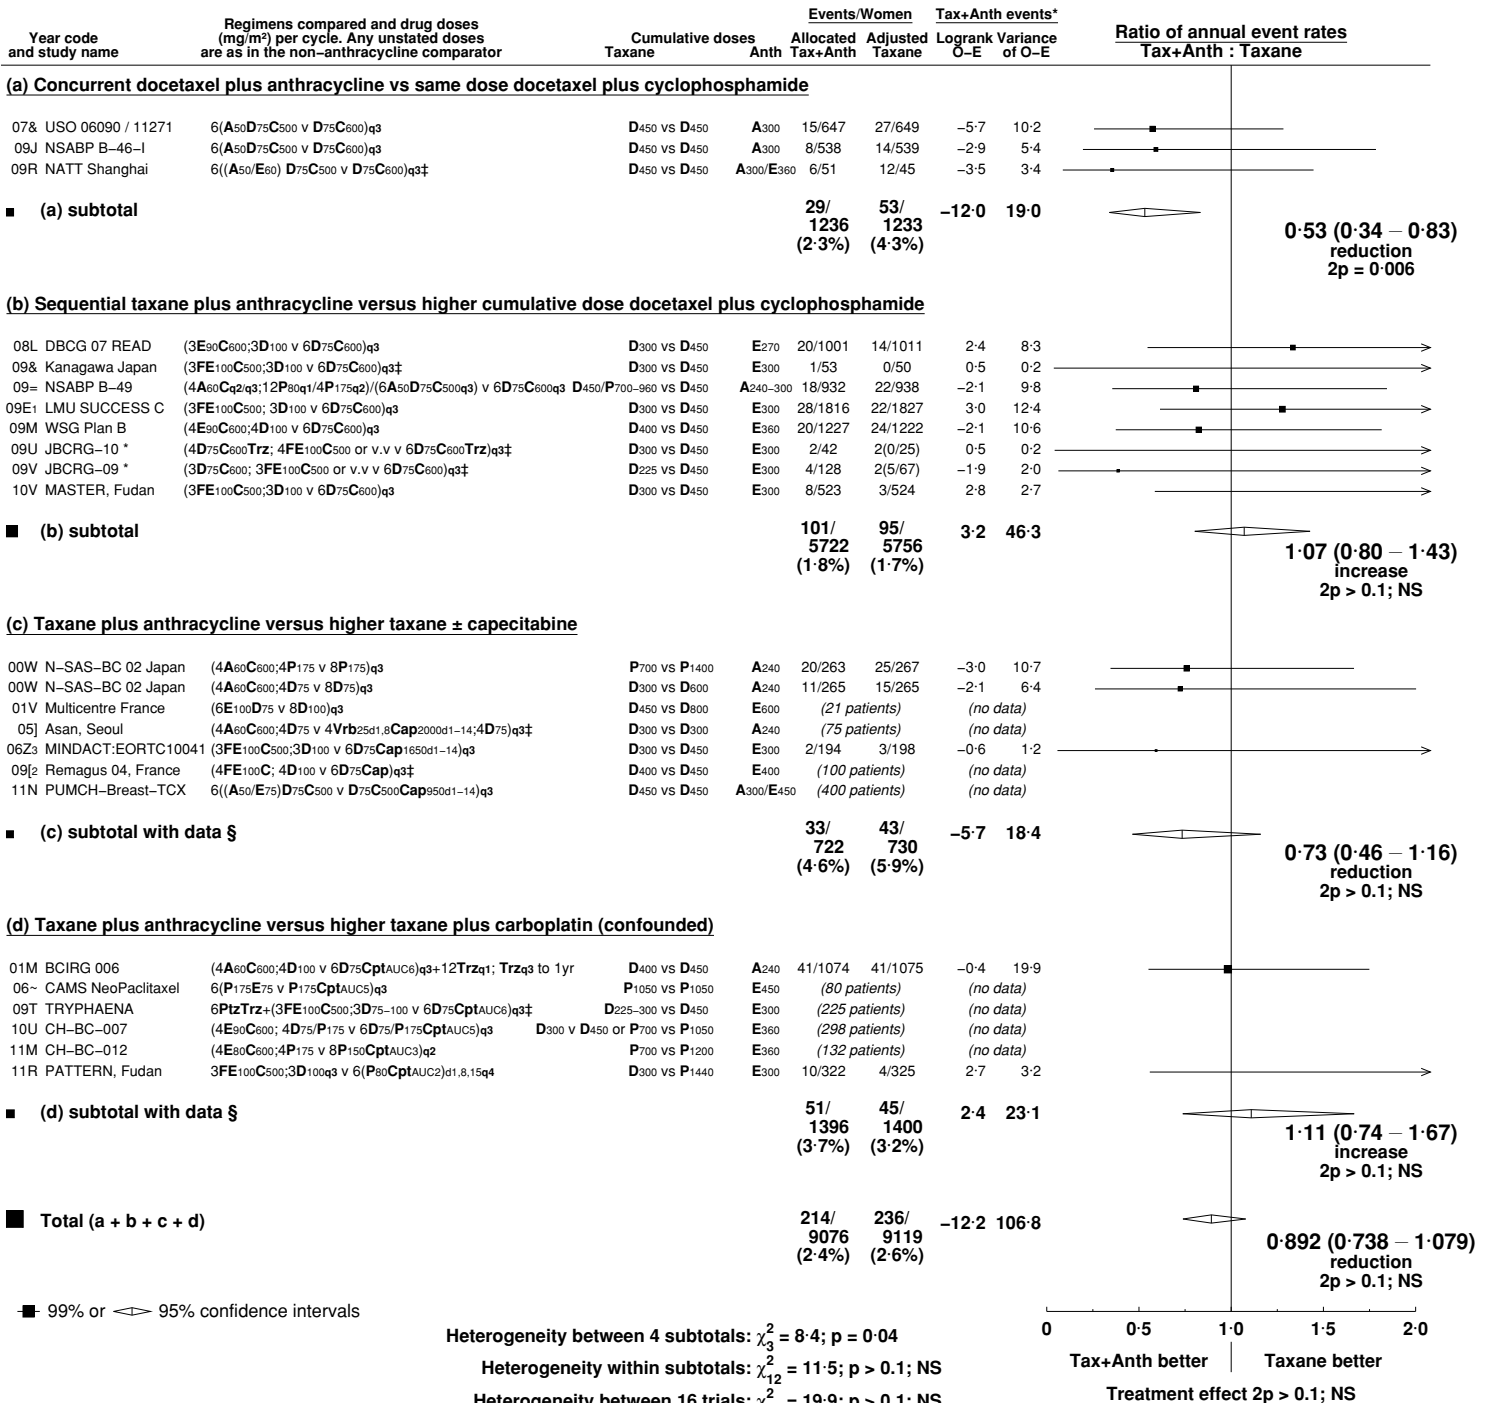 Events/Women Tax+Anth events*
Year code and study name
Regimens compared and drug doses (mg/m²) per cycle. Any unstated doses are as in the non−anthracycline comparator
Cumulative doses Taxane Anth
Allocated Tax+Anth Adjusted Taxane Logrank O−E Variance of O−E
Ratio of annual event rates
Tax+Anth : Taxane
(a) Concurrent docetaxel plus anthracycline vs same dose docetaxel plus cyclophosphamide
07& USO 06090 / 11271 6(A50D75C500 v D75C600)q3 D450 vs D450 A300 15/647 27/649 −5·7 10·2
09J NSABP B−46−I 6(A50D75C500 v D75C600)q3 D450 vs D450 A300 8/538 14/539 −2·9 5·4
09R NATT Shanghai 6((A50/E60) D75C500 v D75C600)q3‡ D450 vs D450 A300/E360 6/51 12/45 −3·5 3·4
(a) subtotal 29/ 53/ −12·0 19·0
1236 1233
(2·3%) (4·3%)
0·53 (0·34 − 0·83)
reduction
2p = 0·006
(b) Sequential taxane plus anthracycline versus higher cumulative dose docetaxel plus cyclophosphamide
08L DBCG 07 READ (3E90C600;3D100 v 6D75C600)q3 D300 vs D450 E270 20/1001 14/1011 2·4 8·3
09& Kanagawa Japan (3FE100C500;3D100 v 6D75C600)q3‡ D300 vs D450 E300 1/53 0/50 0·5 0·2
09= NSABP B−49 (4A60Cq2/q3;12P80q1/4P175q2)/(6A50D75C500q3) v 6D75C600q3 D450/P700−960 vs D450 A240−300 18/932 22/938 −2·1 9·8
09E1 LMU SUCCESS C (3FE100C500; 3D100 v 6D75C600)q3 D300 vs D450 E300 28/1816 22/1827 3·0 12·4
09M WSG Plan B (4E90C600;4D100 v 6D75C600)q3 D400 vs D450 E360 20/1227 24/1222 −2·1 10·6
09U JBCRG−10 * (4D75C600Trz; 4FE100C500 or v.v v 6D75C600Trz)q3‡ D300 vs D450 E300 2/42 2(0/25) 0·5 0·2
09V JBCRG−09 * (3D75C600; 3FE100C500 or v.v v 6D75C600)q3‡ D225 vs D450 E300 4/128 2(5/67) −1·9 2·0
10V MASTER, Fudan (3FE100C500;3D100 v 6D75C600)q3 D300 vs D450 E300 8/523 3/524 2·8 2·7
(b) subtotal 101/ 95/ 3·2 46·3
5722 5756
(1·8%) (1·7%)
1·07 (0·80 − 1·43)
increase
2p > 0.1; NS
(c) Taxane plus anthracycline versus higher taxane ± capecitabine
00W N−SAS−BC 02 Japan (4A60C600;4P175 v 8P175)q3 P700 vs P1400 A240 20/263 25/267 −3·0 10·7
00W N−SAS−BC 02 Japan (4A60C600;4D75 v 8D75)q3 D300 vs D600 A240 11/265 15/265 −2·1 6·4
01V Multicentre France (6E100D75 v 8D100)q3 D450 vs D800 E600 (21 patients) (no data)
05] Asan, Seoul (4A60C600;4D75 v 4Vrb25d1,8Cap2000d1−14;4D75)q3‡ D300 vs D300 A240 (75 patients) (no data)
06Z3 MINDACT:EORTC10041 (3FE100C500;3D100 v 6D75Cap1650d1−14)q3 D300 vs D450 E300 2/194 3/198 −0·6 1·2
09[2 Remagus 04, France (4FE100C; 4D100 v 6D75Cap)q3‡ D400 vs D450 E400 (100 patients) (no data)
11N PUMCH−Breast−TCX 6((A50/E75)D75C500 v D75C500Cap950d1−14)q3 D450 vs D450 A300/E450 (400 patients) (no data)
(c) subtotal with data § 33/ 43/ −5·7 18·4
722 730
(4·6%) (5·9%)
0·73 (0·46 − 1·16)
reduction
2p > 0.1; NS
(d) Taxane plus anthracycline versus higher taxane plus carboplatin (confounded)
01M BCIRG 006 (4A60C600;4D100 v 6D75CptAUC6)q3+12Trzq1; Trzq3 to 1yr D400 vs D450 A240 41/1074 41/1075 −0·4 19·9
06~ CAMS NeoPaclitaxel 6(P175E75 v P175CptAUC5)q3 P1050 vs P1050 E450 (80 patients) (no data)
09T TRYPHAENA 6PtzTrz+(3FE100C500;3D75−100 v 6D75CptAUC6)q3‡ D225−300 vs D450 E300 (225 patients) (no data)
10U CH−BC−007 (4E90C600; 4D75/P175 v 6D75/P175CptAUC5)q3 D300 v D450 or P700 vs P1050 E360 (298 patients) (no data)
11M CH−BC−012 (4E80C600;4P175 v 8P150CptAUC3)q2 P700 vs P1200 E360 (132 patients) (no data)
11R PATTERN, Fudan 3FE100C500;3D100q3 v 6(P80CptAUC2)d1,8,15q4 D300 vs P1440 E300 10/322 4/325 2·7 3·2
(d) subtotal with data § 51/ 45/ 2·4 23·1
1396 1400
(3·7%) (3·2%)
1·11 (0·74 − 1·67)
increase
2p > 0.1; NS
Total (a + b + c + d) 214/ 236/ −12·2 106·8
9076 9119
(2·4%) (2·6%)
0·892 (0·738 − 1·079)
reduction
2p > 0.1; NS
99% or 95% confidence intervals
0 0·5 1·0 1·5 2·0
Tax+Anth better Taxane better
Treatment effect 2p > 0.1; NS
Heterogeneity between 4 subtotals: χ²3 = 8·4; p = 0·04
Heterogeneity within subtotals: χ²12 = 11·5; p > 0.1; NS
Heterogeneity between 16 trials: χ² = 19·9; p > 0.1; NS